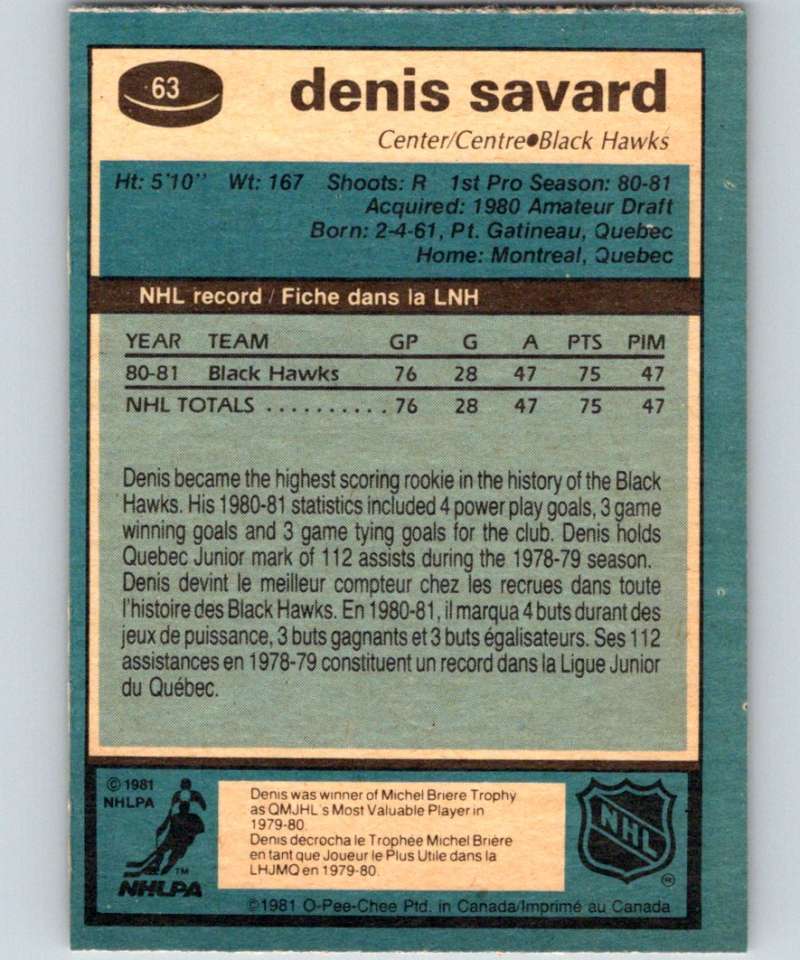 63
denis savard
Center/Centre●Black Hawks
Ht: 5'10" Wt: 167 Shoots: R 1st Pro Season: 80-81
Acquired: 1980 Amateur Draft
Born: 2-4-61, Pt. Gatineau, Quebec
Home: Montreal, Quebec
NHL record / Fiche dans la LNH
YEAR TEAM GP G A PTS PIM
80-81 Black Hawks 76 28 47 75 47
NHL TOTALS .......... 76 28 47 75 47
Denis became the highest scoring rookie in the history of the Black
Hawks. His 1980-81 statistics included 4 power play goals, 3 game
winning goals and 3 game tying goals for the club. Denis holds
Quebec Junior mark of 112 assists during the 1978-79 season.
Denis devint le meilleur compteur chez les recrues dans toute
l'histoire des Black Hawks. En 1980-81, il marqua 4 buts durant des
jeux de puissance, 3 buts gagnants et 3 buts égalisateurs. Ses 112
assistances en 1978-79 constituent un record dans la Ligue Junior
du Québec.
© 1981
NHLPA
TM
NHLPA
Denis was winner of Michel Briere Trophy
as QMJHL's Most Valuable Player in
1979-80.
Denis decrocha le Trophée Michel Brière
en tant que Joueur le Plus Utile dans la
LHJMQ en 1979-80.
NHL
®
©1981 O-Pee-Chee Ptd. in Canada/Imprimé au Canada